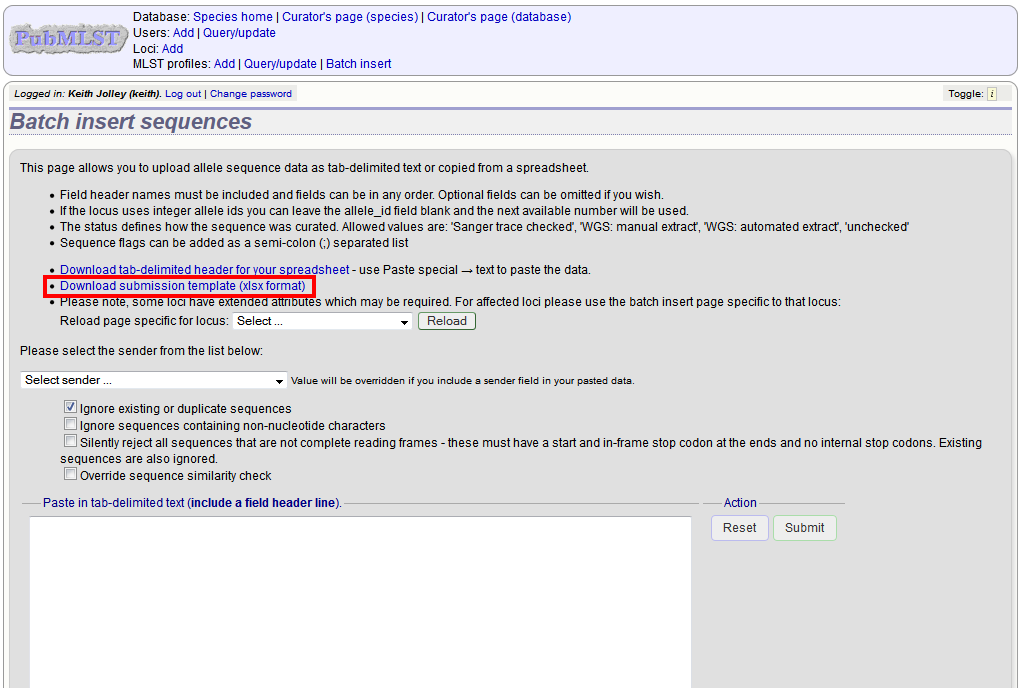 PubMLST
Database: Species home | Curator's page (species) | Curator's page (database)
Users: Add | Query/update
Loci: Add
MLST profiles: Add | Query/update | Batch insert
Logged in: Keith Jolley (keith). Log out | Change password
Toggle: i
Batch insert sequences
This page allows you to upload allele sequence data as tab-delimited text or copied from a spreadsheet.
• Field header names must be included and fields can be in any order. Optional fields can be omitted if you wish.
• If the locus uses integer allele ids you can leave the allele_id field blank and the next available number will be used.
• The status defines how the sequence was curated. Allowed values are: 'Sanger trace checked', 'WGS: manual extract', 'WGS: automated extract', 'unchecked'
• Sequence flags can be added as a semi-colon (;) separated list
• Download tab-delimited header for your spreadsheet - use Paste special → text to paste the data.
• Download submission template (xlsx format)
• Please note, some loci have extended attributes which may be required. For affected loci please use the batch insert page specific to that locus:
Reload page specific for locus: Select ... Reload
Please select the sender from the list below:
Select sender ... Value will be overridden if you include a sender field in your pasted data.
Ignore existing or duplicate sequences
Ignore sequences containing non-nucleotide characters
Silently reject all sequences that are not complete reading frames - these must have a start and in-frame stop codon at the ends and no internal stop codons. Existing
sequences are also ignored.
Override sequence similarity check
Paste in tab-delimited text (include a field header line).
Action
Reset Submit